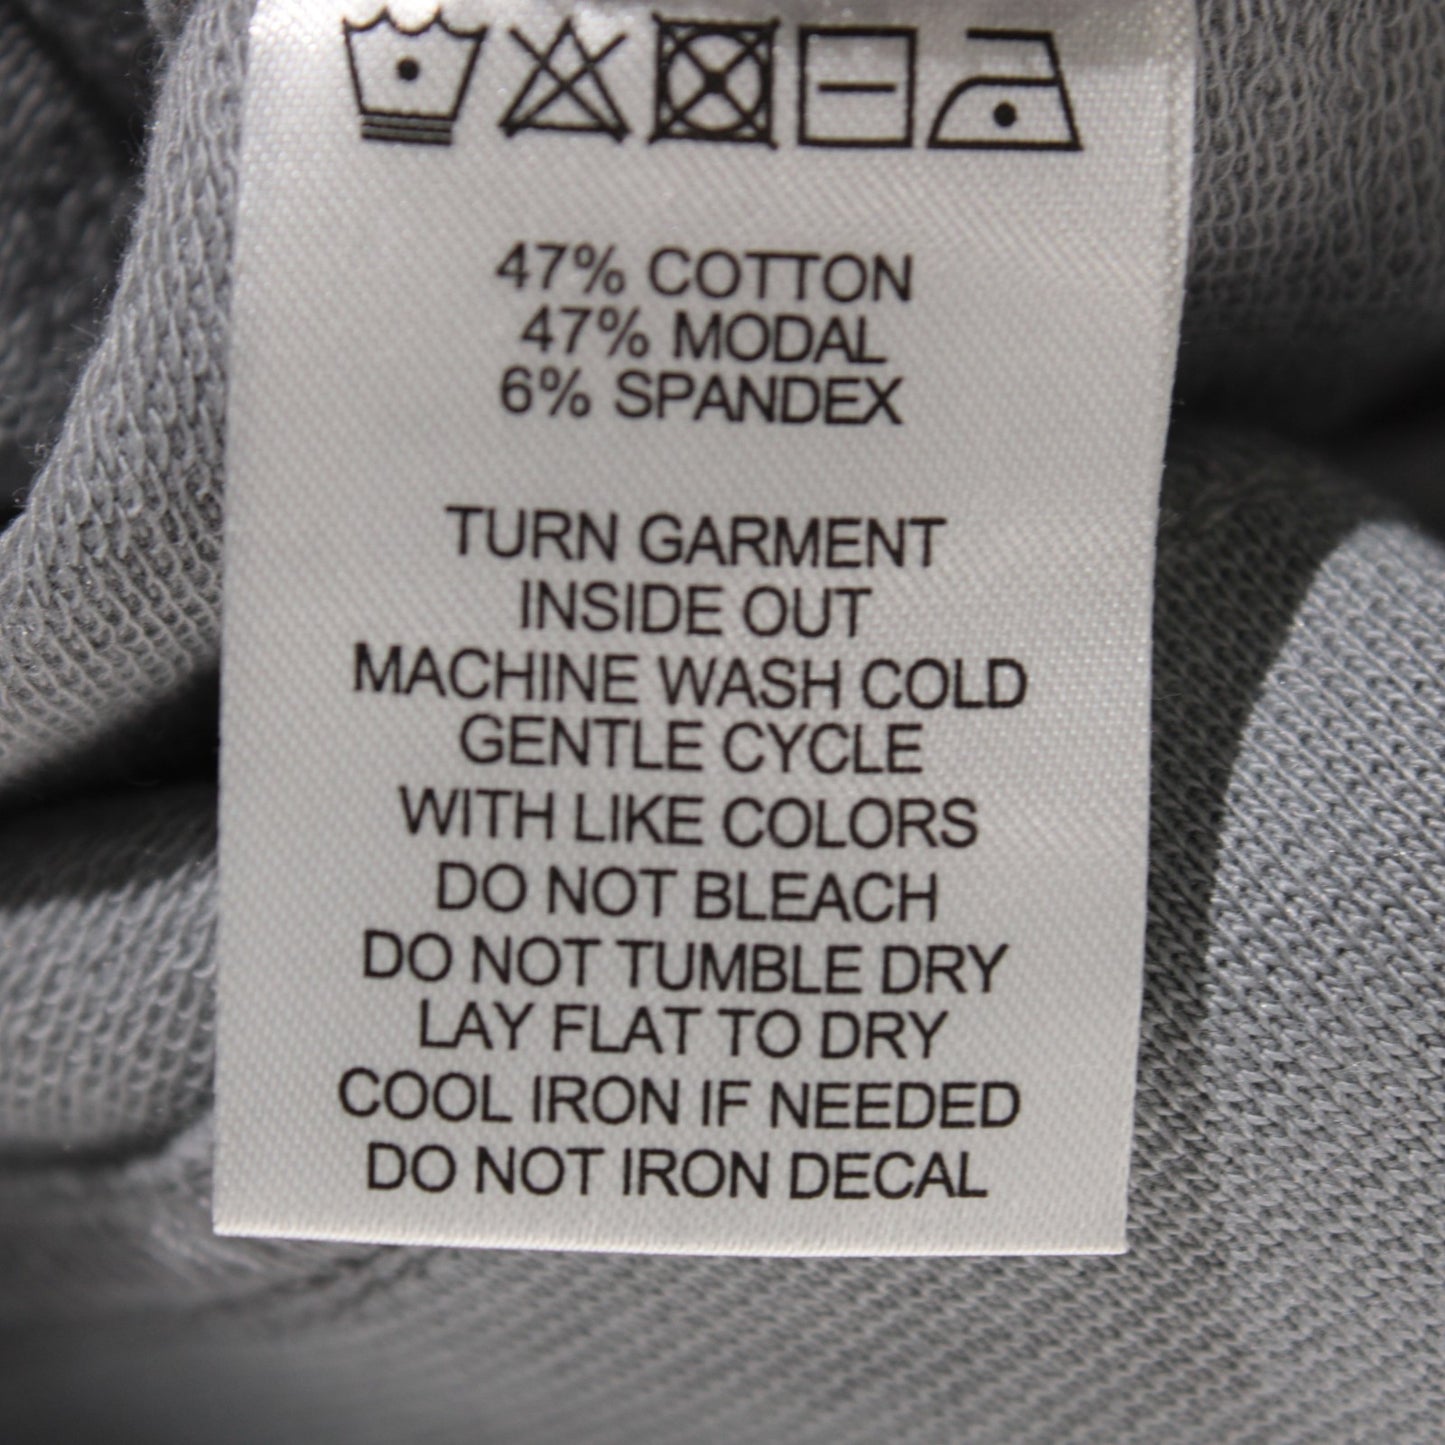 47% COTTON
47% MODAL
6% SPANDEX
TURN GARMENT
INSIDE OUT
MACHINE WASH COLD
GENTLE CYCLE
WITH LIKE COLORS
DO NOT BLEACH
DO NOT TUMBLE DRY
LAY FLAT TO DRY
COOL IRON IF NEEDED
DO NOT IRON DECAL